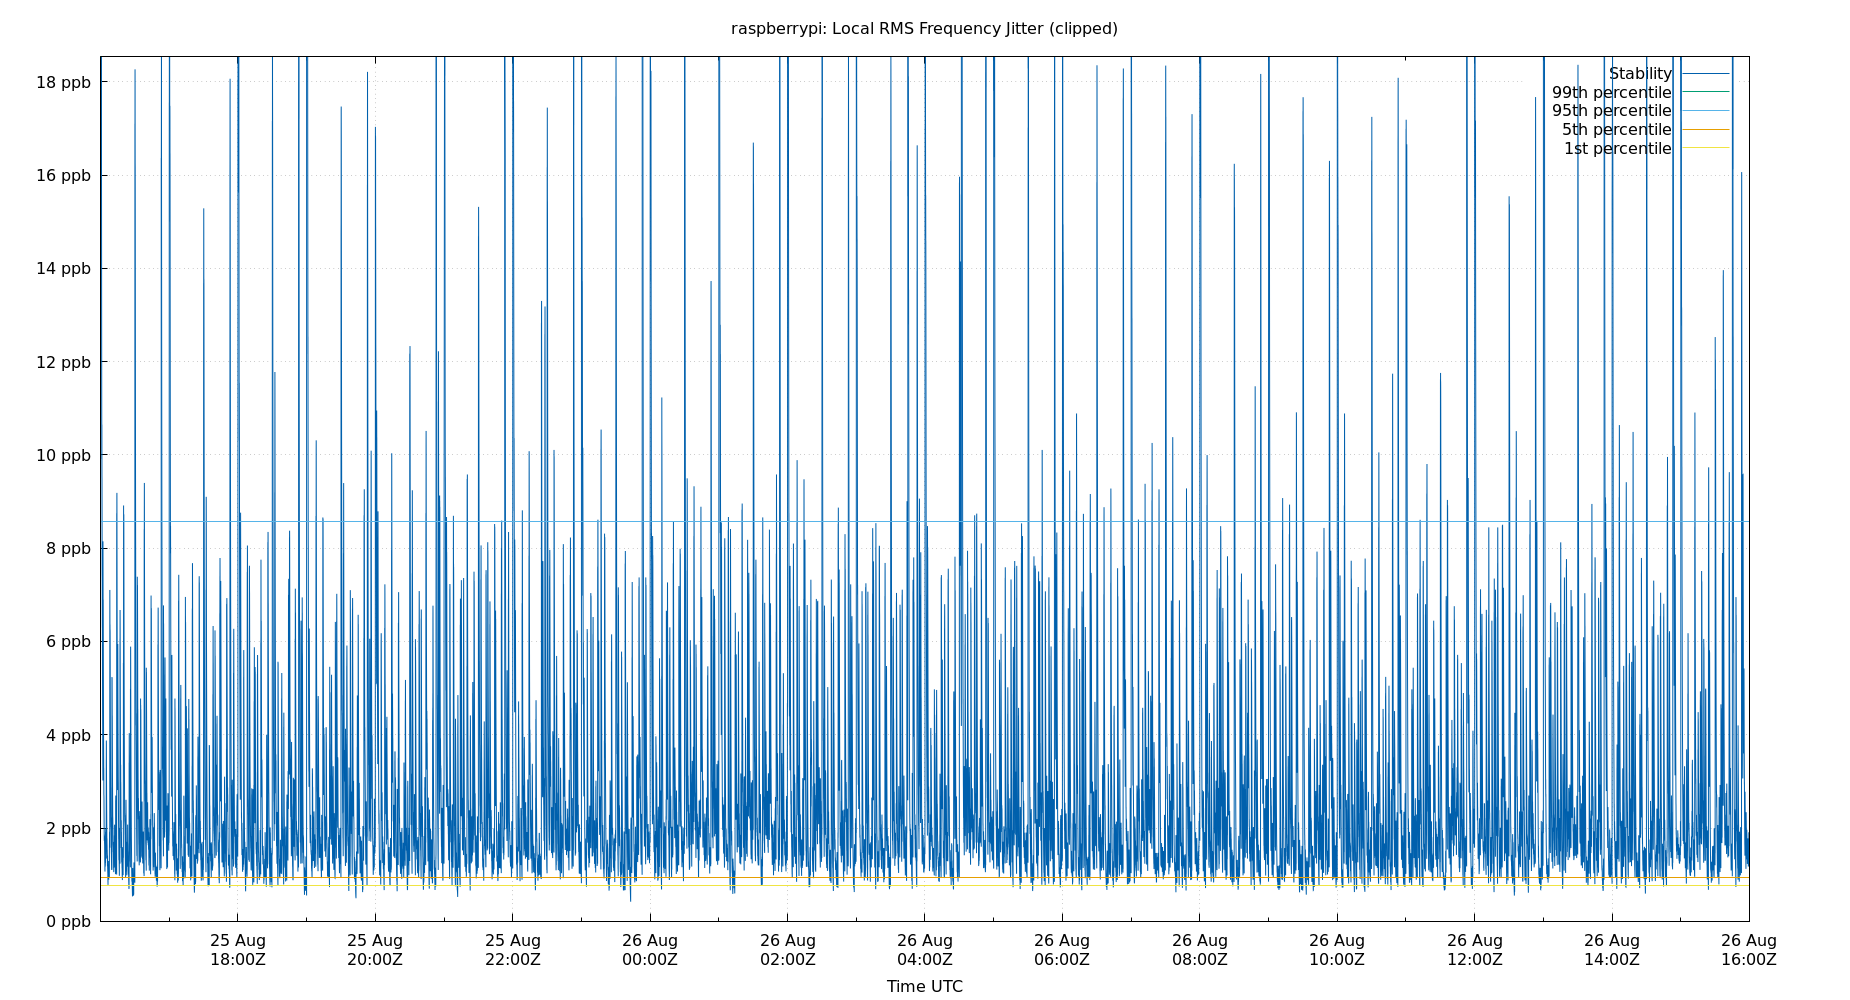 raspberrypi: Local RMS Frequency Jitter (clipped)
18 ppb
16 ppb
14 ppb
12 ppb
10 ppb
8 ppb
6 ppb
4 ppb
2 ppb
0 ppb
Stability
99th percentile
95th percentile
5th percentile
1st percentile
25 Aug 25 Aug 25 Aug 26 Aug 26 Aug 26 Aug 26 Aug 26 Aug 26 Aug 26 Aug 26 Aug 26 Aug
18:00Z 20:00Z 22:00Z 00:00Z 02:00Z 04:00Z 06:00Z 08:00Z 10:00Z 12:00Z 14:00Z 16:00Z
Time UTC